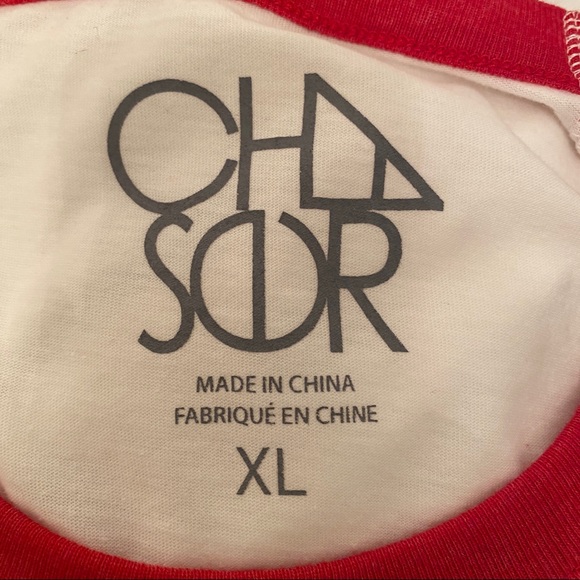 CHA
SER
MADE IN CHINA
FABRIQUÉ EN CHINE
XL